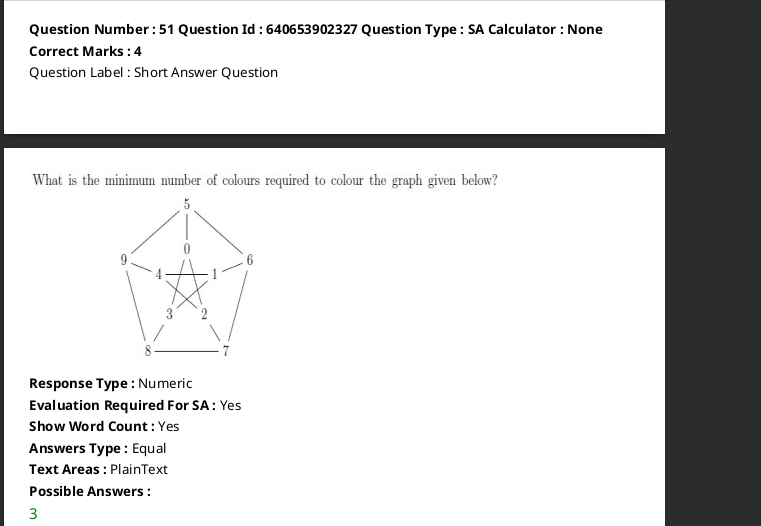 Question Number : 51 Question Id : 640653902327 Question Type : SA Calculator : None
Correct Marks : 4
Question Label : Short Answer Question
What is the minimum number of colours required to colour the graph given below?
5
0
9
6
4
1
3
2
8
7
Response Type : Numeric
Evaluation Required For SA : Yes
Show Word Count : Yes
Answers Type : Equal
Text Areas : PlainText
Possible Answers :
3